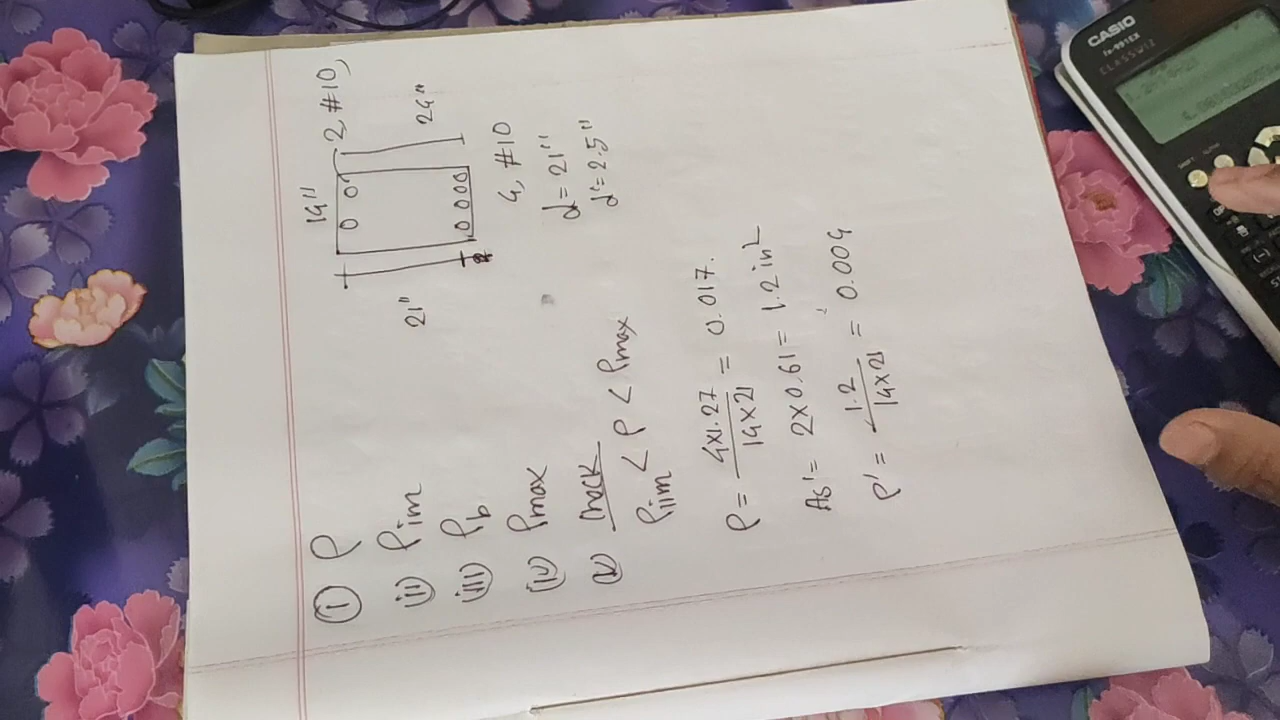 14"
2 #10,
24"
21"
4, #10
d = 21"
d' = 2.5"
(i) ρ
(ii) ρlim
(iii) ρb
(iv) ρmax
(v) Check
ρlim < ρ < ρmax
ρ = 4×1.27 / 14×21 = 0.017.
As' = 2×0.61 = 1.2 in2
ρ' = 1.2 / 14×21 = 0.004
CASIO
fx-991EX
CLASSWIZ